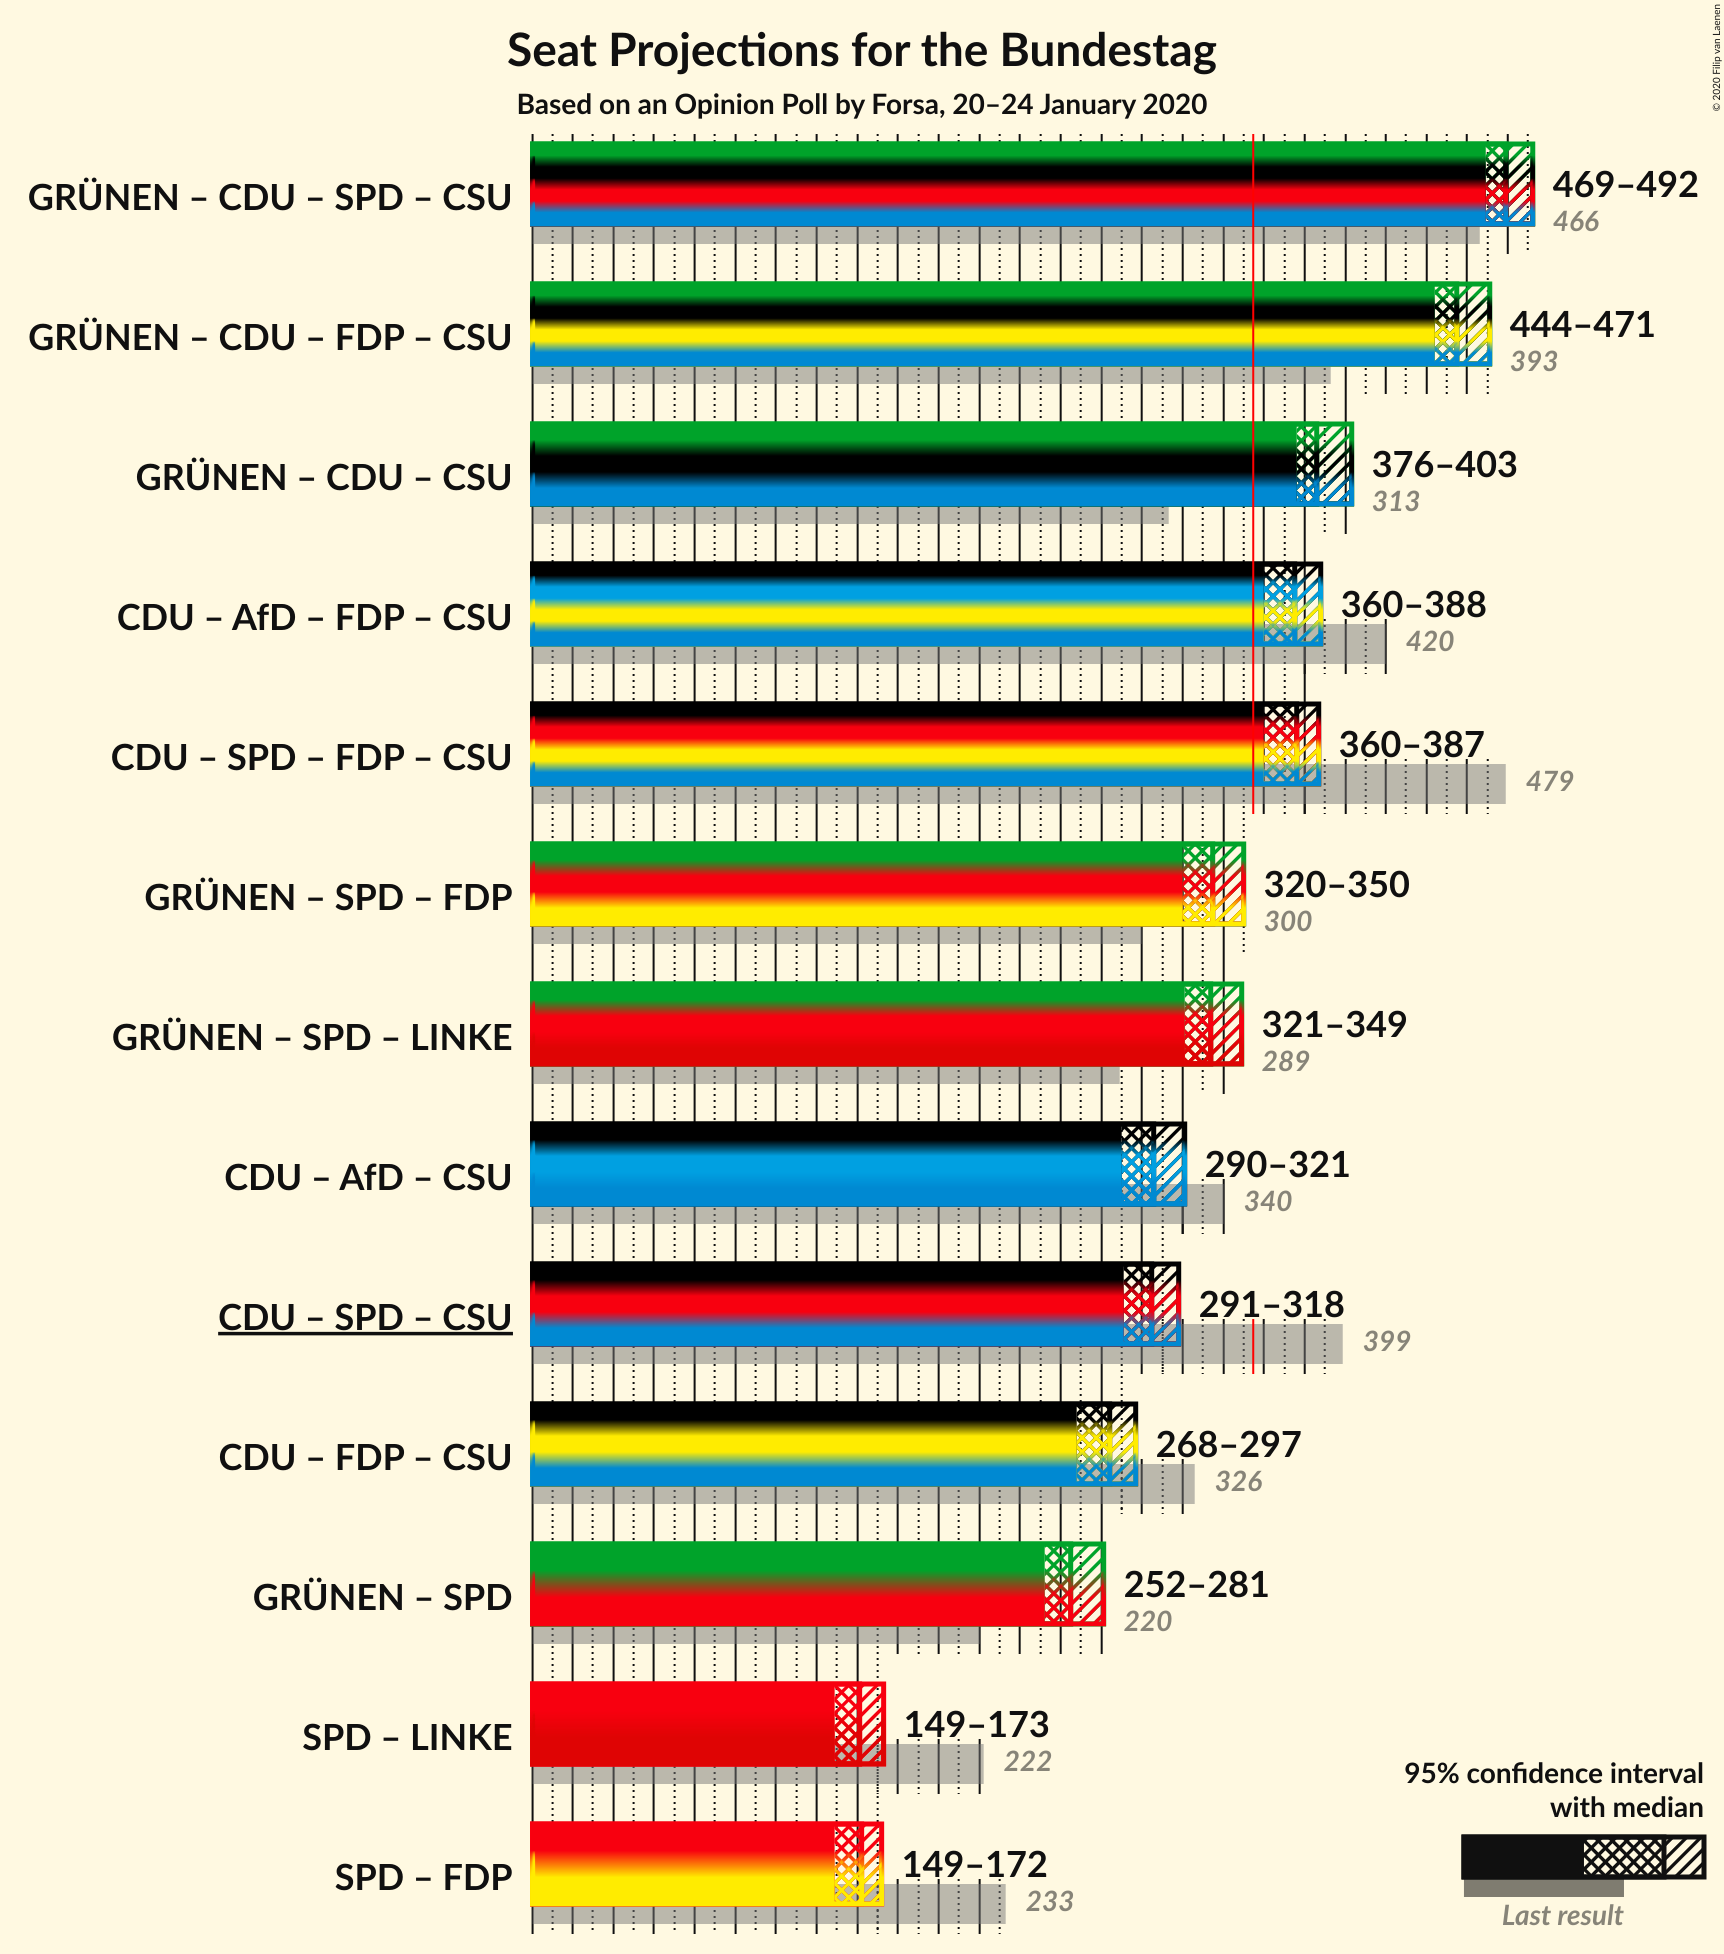 Seat Projections for the Bundestag
Based on an Opinion Poll by Forsa, 20–24 January 2020
© 2020 Filip van Laenen
GRÜNEN – CDU – SPD – CSU
469–492
466
GRÜNEN – CDU – FDP – CSU
444–471
393
GRÜNEN – CDU – CSU
376–403
313
CDU – AfD – FDP – CSU
360–388
420
CDU – SPD – FDP – CSU
360–387
479
GRÜNEN – SPD – FDP
320–350
300
GRÜNEN – SPD – LINKE
321–349
289
CDU – AfD – CSU
290–321
340
CDU – SPD – CSU
291–318
399
CDU – FDP – CSU
268–297
326
GRÜNEN – SPD
252–281
220
SPD – LINKE
149–173
222
SPD – FDP
149–172
233
95% confidence interval
with median
Last result